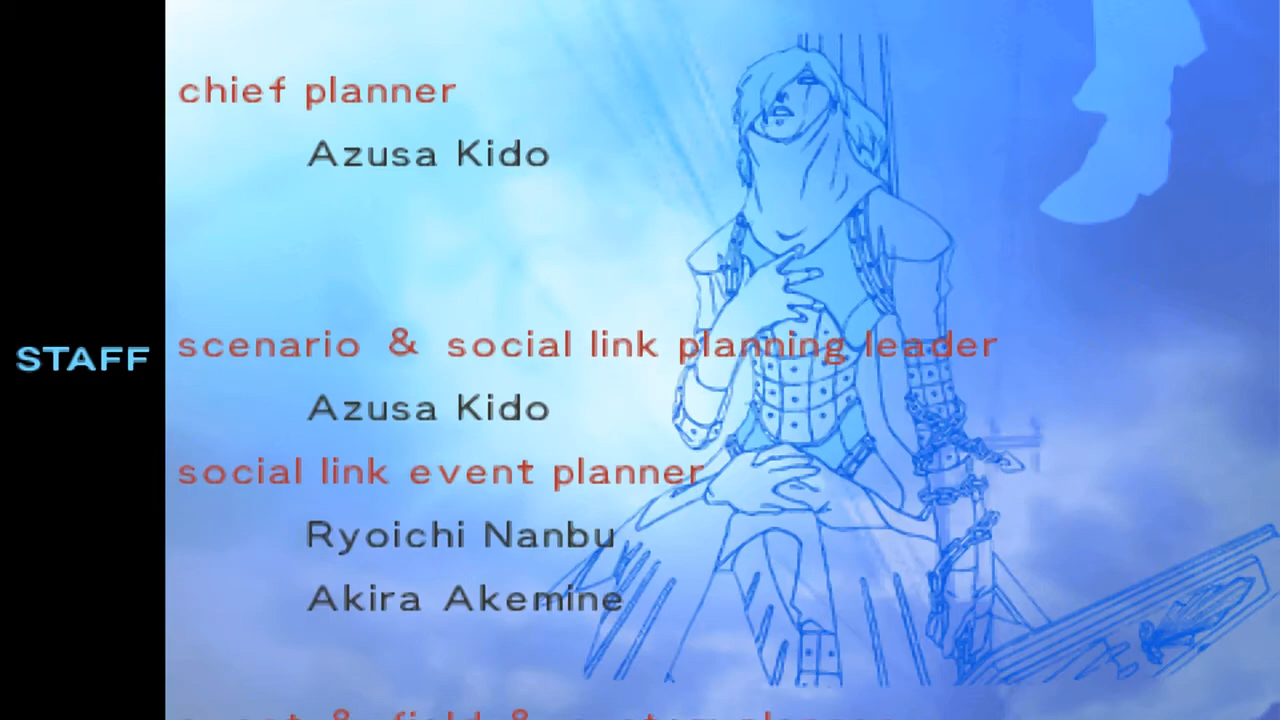 chief planner
Azusa Kido
STAFF
scenario & social link planning leader
Azusa Kido
social link event planner
Ryoichi Nanbu
Akira Akemine